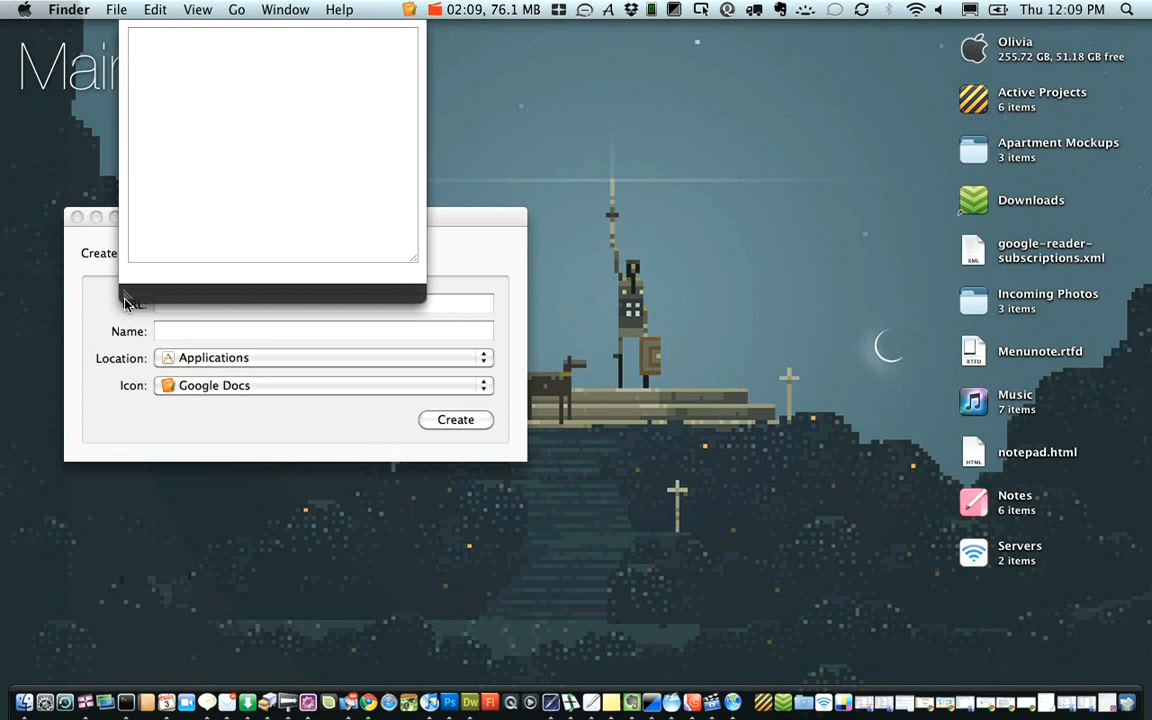 Finder File Edit View Go Window Help 02:09, 76.1 MB Thu 12:09 PM
Main
Olivia
255.72 GB, 51.18 GB free
Active Projects
6 items
Apartment Mockups
3 items
Downloads
google-reader-
subscriptions.xml
Incoming Photos
3 items
Menunote.rtfd
Music
7 items
notepad.html
Notes
6 items
Servers
2 items
Create
Name:
Location: Applications
Icon: Google Docs
Create